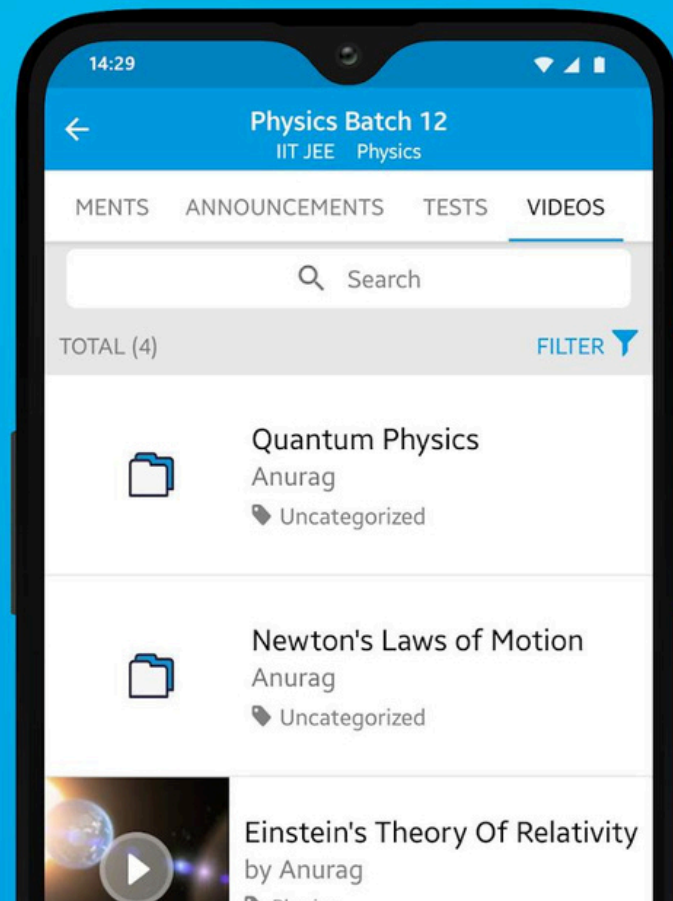 14:29
Physics Batch 12
IIT JEE Physics
MENTS ANNOUNCEMENTS TESTS VIDEOS
Search
TOTAL (4) FILTER
Quantum Physics
Anurag
Uncategorized
Newton's Laws of Motion
Anurag
Uncategorized
Einstein's Theory Of Relativity
by Anurag